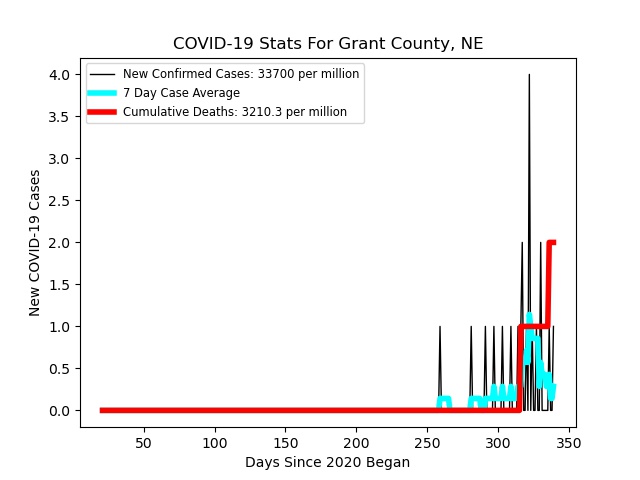 COVID-19 Stats For Grant County, NE
New Confirmed Cases: 33700 per million
7 Day Case Average
Cumulative Deaths: 3210.3 per million
New COVID-19 Cases
4.0
3.5
3.0
2.5
2.0
1.5
1.0
0.5
0.0
50 100 150 200 250 300 350
Days Since 2020 Began